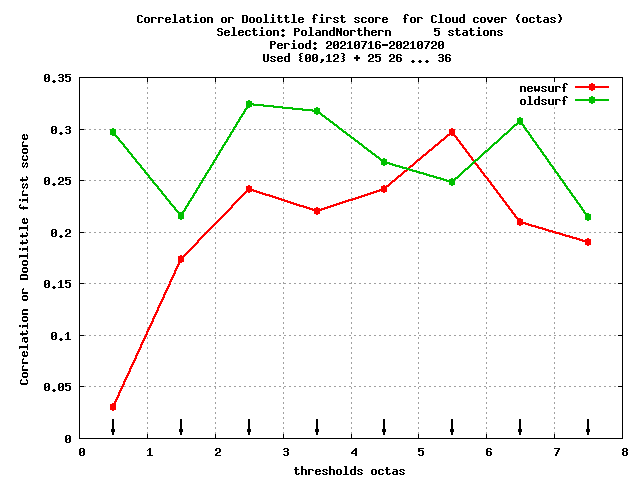 Correlation or Doolittle first score  for Cloud cover (octas)
Selection: PolandNorthern      5 stations
Period: 20210716-20210720
Used {00,12} + 25 26 ... 36
newsurf
oldsurf
0.35
0.3
0.25
0.2
0.15
0.1
0.05
0
Correlation or Doolittle first score
0 1 2 3 4 5 6 7 8
thresholds octas